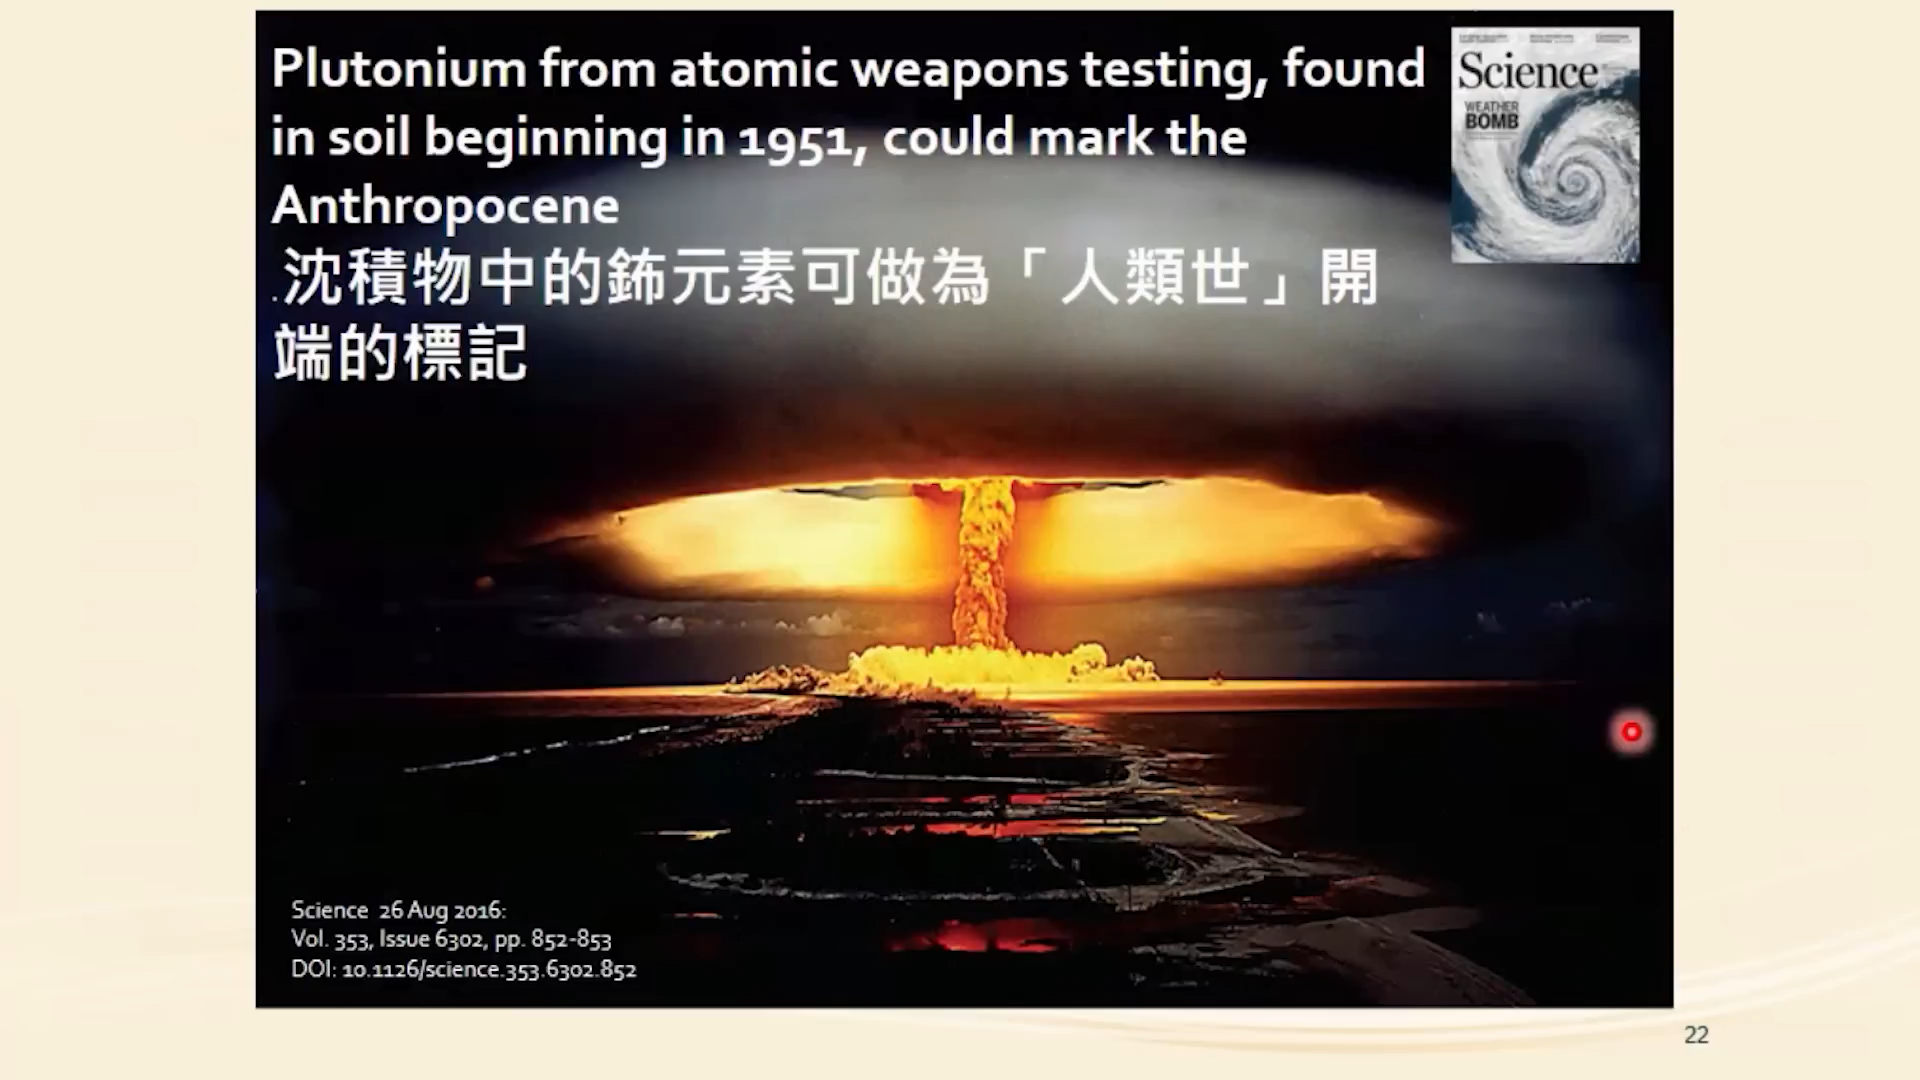 Plutonium from atomic weapons testing, found
in soil beginning in 1951, could mark the
Anthropocene
.沈積物中的鈽元素可做為「人類世」開
端的標記
Science
WEATHER
BOMB
Science 26 Aug 2016:
Vol. 353, Issue 6302, pp. 852-853
DOI: 10.1126/science.353.6302.852
22